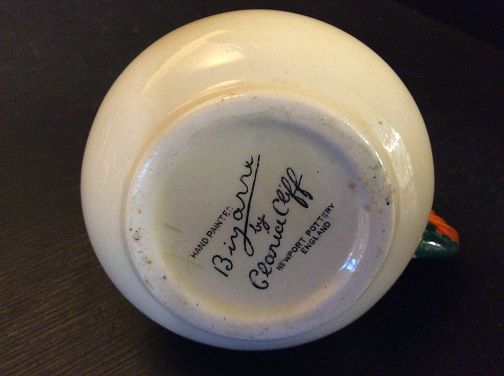 HAND PAINTED
Bizarre
by
Clarice Cliff
NEWPORT POTTERY
ENGLAND